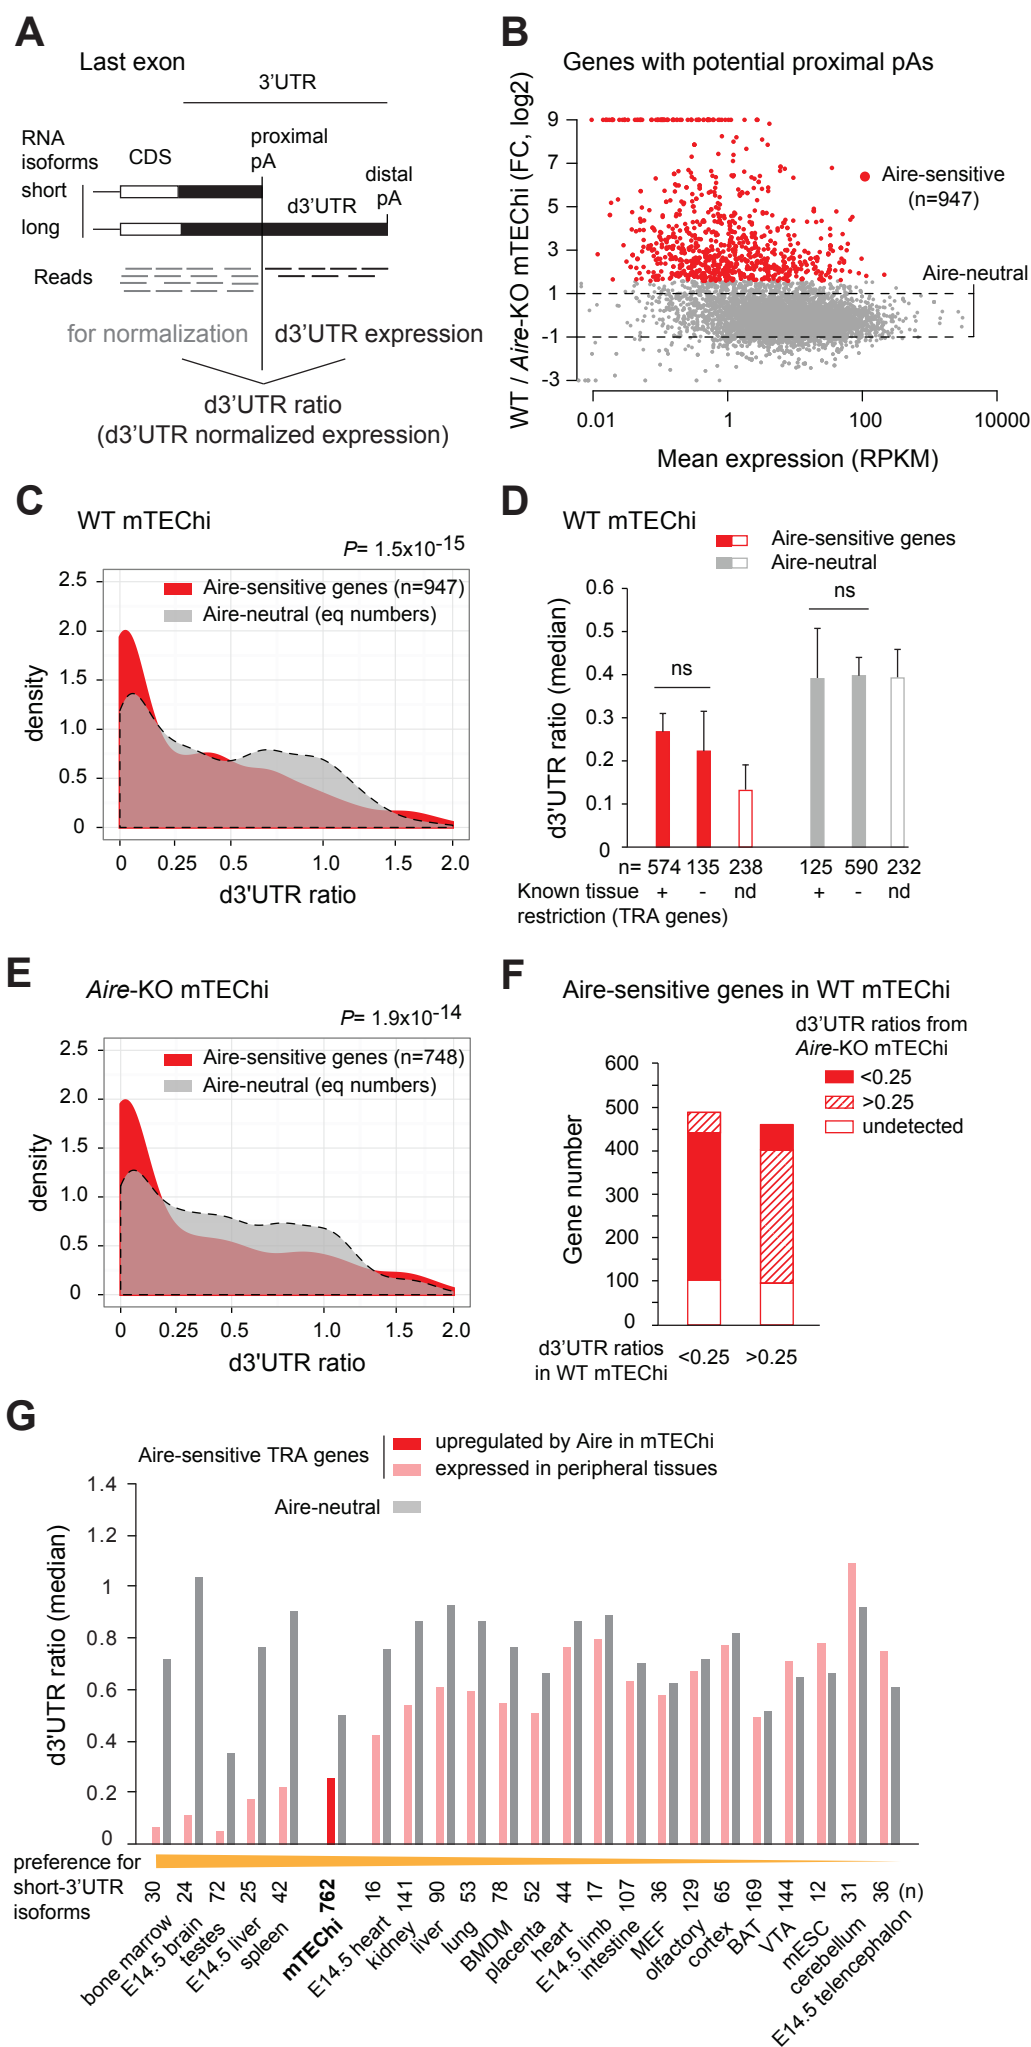 A
Last exon
3'UTR
RNA
isoforms
CDS
proximal
pA
distal
pA
short
d3'UTR
long
Reads
for normalization
d3'UTR expression
d3'UTR ratio
(d3'UTR normalized expression)
B
Genes with potential proximal pAs
WT / Aire-KO mTEChi (FC, log2)
9
7
5
3
1
-1
-3
Aire-sensitive
(n=947)
Aire-neutral
0.01
1
100
10000
Mean expression (RPKM)
C
WT mTEChi
P= 1.5x10-15
Aire-sensitive genes (n=947)
Aire-neutral (eq numbers)
density
2.5
2.0
1.5
1.0
0.5
0
0 0.25 0.5 1.0 1.5 2.0
d3'UTR ratio
D
WT mTEChi
Aire-sensitive genes
Aire-neutral
d3'UTR ratio (median)
0.6
0.5
0.4
0.3
0.2
0.1
0
ns
ns
n= 574 135 238 125 590 232
Known tissue + - nd + - nd
restriction (TRA genes)
E
Aire-KO mTEChi
P= 1.9x10-14
Aire-sensitive genes (n=748)
Aire-neutral (eq numbers)
density
2.5
2.0
1.5
1.0
0.5
0
0 0.25 0.5 1.0 1.5 2.0
d3'UTR ratio
F
Aire-sensitive genes in WT mTEChi
d3'UTR ratios from
Aire-KO mTEChi
<0.25
>0.25
undetected
Gene number
600
500
400
300
200
100
0
d3'UTR ratios
in WT mTEChi
<0.25 >0.25
G
Aire-sensitive TRA genes
upregulated by Aire in mTEChi
expressed in peripheral tissues
Aire-neutral
d3'UTR ratio (median)
1.4
1.2
1
0.8
0.6
0.4
0.2
0
preference for
short-3'UTR
isoforms
30 24 72 25 42 762 16 141 90 53 78 52 44 17 107 36 129 65 169 144 12 31 36 (n)
bone marrow
E14.5 brain
testes
E14.5 liver
spleen
mTEChi
E14.5 heart
kidney
liver
lung
BMDM
placenta
heart
E14.5 limb
intestine
MEF
olfactory
cortex
BAT
VTA
mESC
cerebellum
E14.5 telencephalon